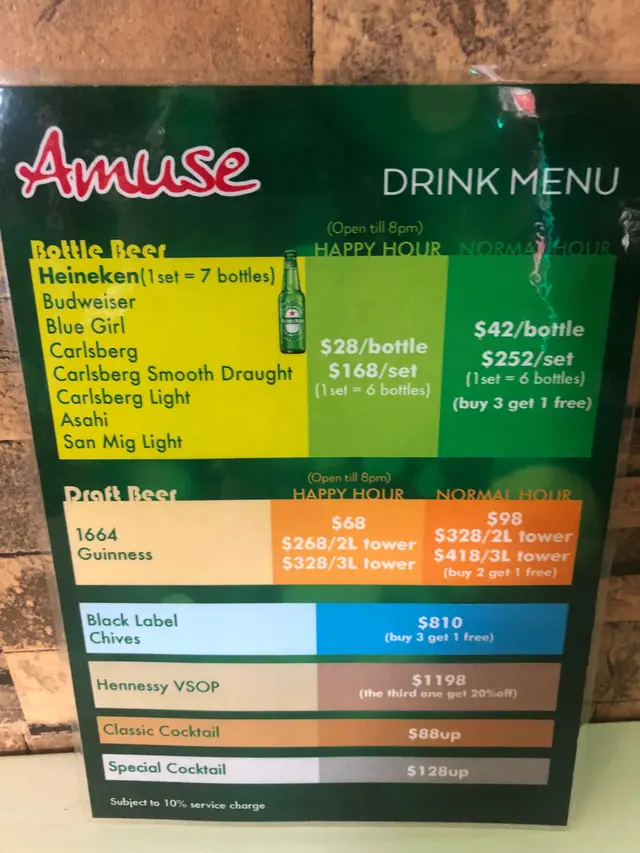 Amuse
DRINK MENU
Bottle Beer
(Open till 8pm)
HAPPY HOUR
NORMAL HOUR
Heineken(1set = 7 bottles)
Budweiser
Blue Girl
Carlsberg
Carlsberg Smooth Draught
Carlsberg Light
Asahi
San Mig Light
$28/bottle
$168/set
(1set = 6 bottles)
$42/bottle
$252/set
(1set = 6 bottles)
(buy 3 get 1 free)
Draft Beer
(Open till 8pm)
HAPPY HOUR
NORMAL HOUR
1664
Guinness
$68
$268/2L tower
$328/3L tower
$98
$328/2L tower
$418/3L tower
(buy 2 get 1 free)
Black Label
Chives
$810
(buy 3 get 1 free)
Hennessy VSOP
$1198
(the third one get 20%off)
Classic Cocktail
$88up
Special Cocktail
$128up
Subject to 10% service charge